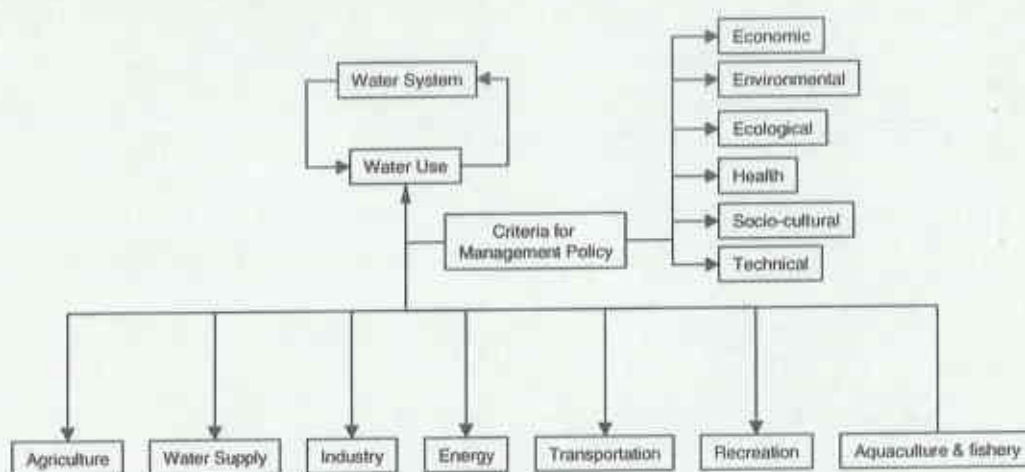 Economic
Water System
Environmental
Ecological
Water Use
Health
Criteria for
Management Policy
Socio-cultural
Technical
Agriculture
Water Supply
Industry
Energy
Transportation
Recreation
Aquaculture & fishery